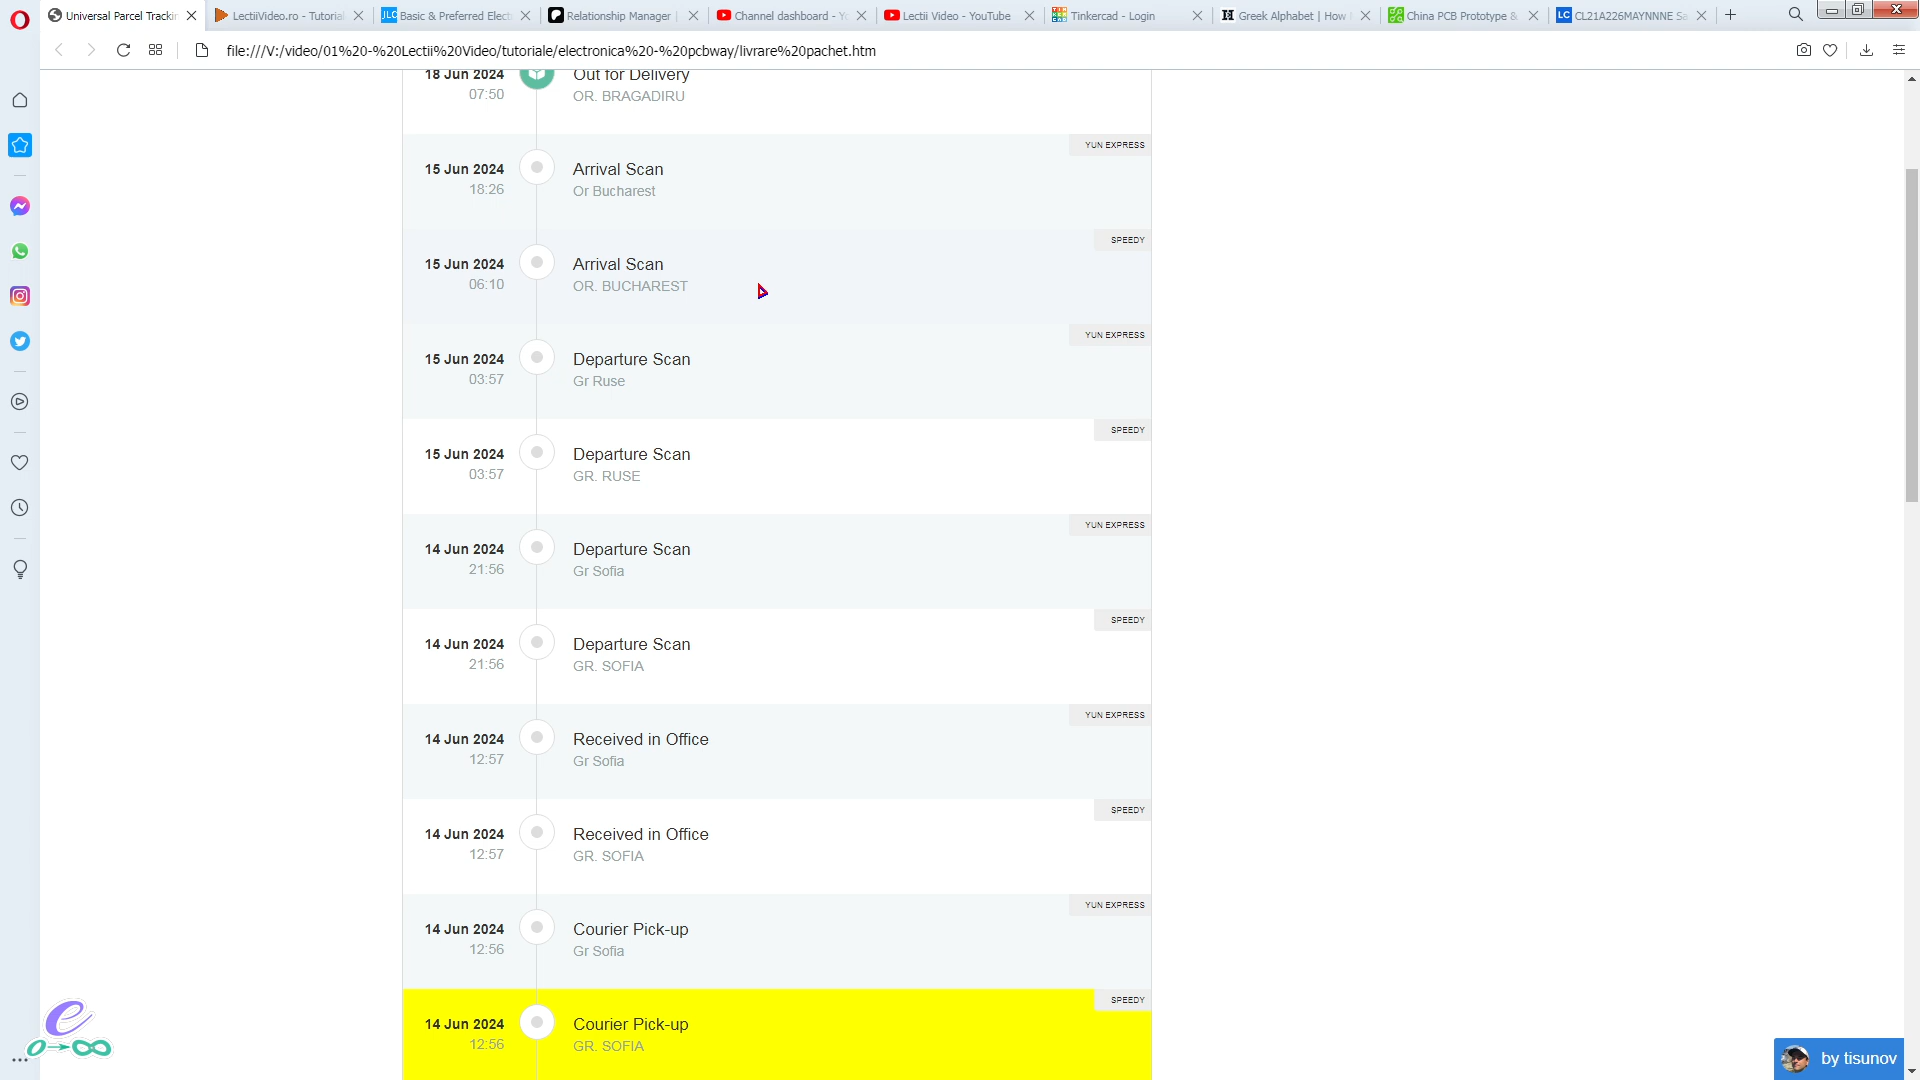 Universal Parcel Trackin
LectiiVideo.ro - Tutorial
JLC Basic & Preferred Elect
Relationship Manager |
Channel dashboard - Yo
Lectii Video - YouTube
Tinkercad - Login
Greek Alphabet | How
China PCB Prototype &
LC CL21A226MAYNNNE Sa
file:///V:/video/01%20-%20Lectii%20Video/tutoriale/electronica%20-%20pcbway/livrare%20pachet.htm
18 Jun 2024 Out for Delivery
07:50 OR. BRAGADIRU
YUN EXPRESS
15 Jun 2024 Arrival Scan
18:26 Or Bucharest
SPEEDY
15 Jun 2024 Arrival Scan
06:10 OR. BUCHAREST
YUN EXPRESS
15 Jun 2024 Departure Scan
03:57 Gr Ruse
SPEEDY
15 Jun 2024 Departure Scan
03:57 GR. RUSE
YUN EXPRESS
14 Jun 2024 Departure Scan
21:56 Gr Sofia
SPEEDY
14 Jun 2024 Departure Scan
21:56 GR. SOFIA
YUN EXPRESS
14 Jun 2024 Received in Office
12:57 Gr Sofia
SPEEDY
14 Jun 2024 Received in Office
12:57 GR. SOFIA
YUN EXPRESS
14 Jun 2024 Courier Pick-up
12:56 Gr Sofia
SPEEDY
14 Jun 2024 Courier Pick-up
12:56 GR. SOFIA
by tisunov